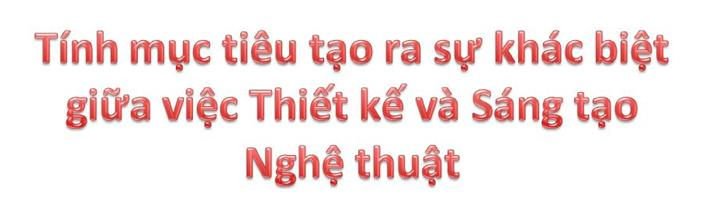 Tính mục tiêu tạo ra sự khác biệt
giữa việc Thiết kế và Sáng tạo
Nghệ thuật